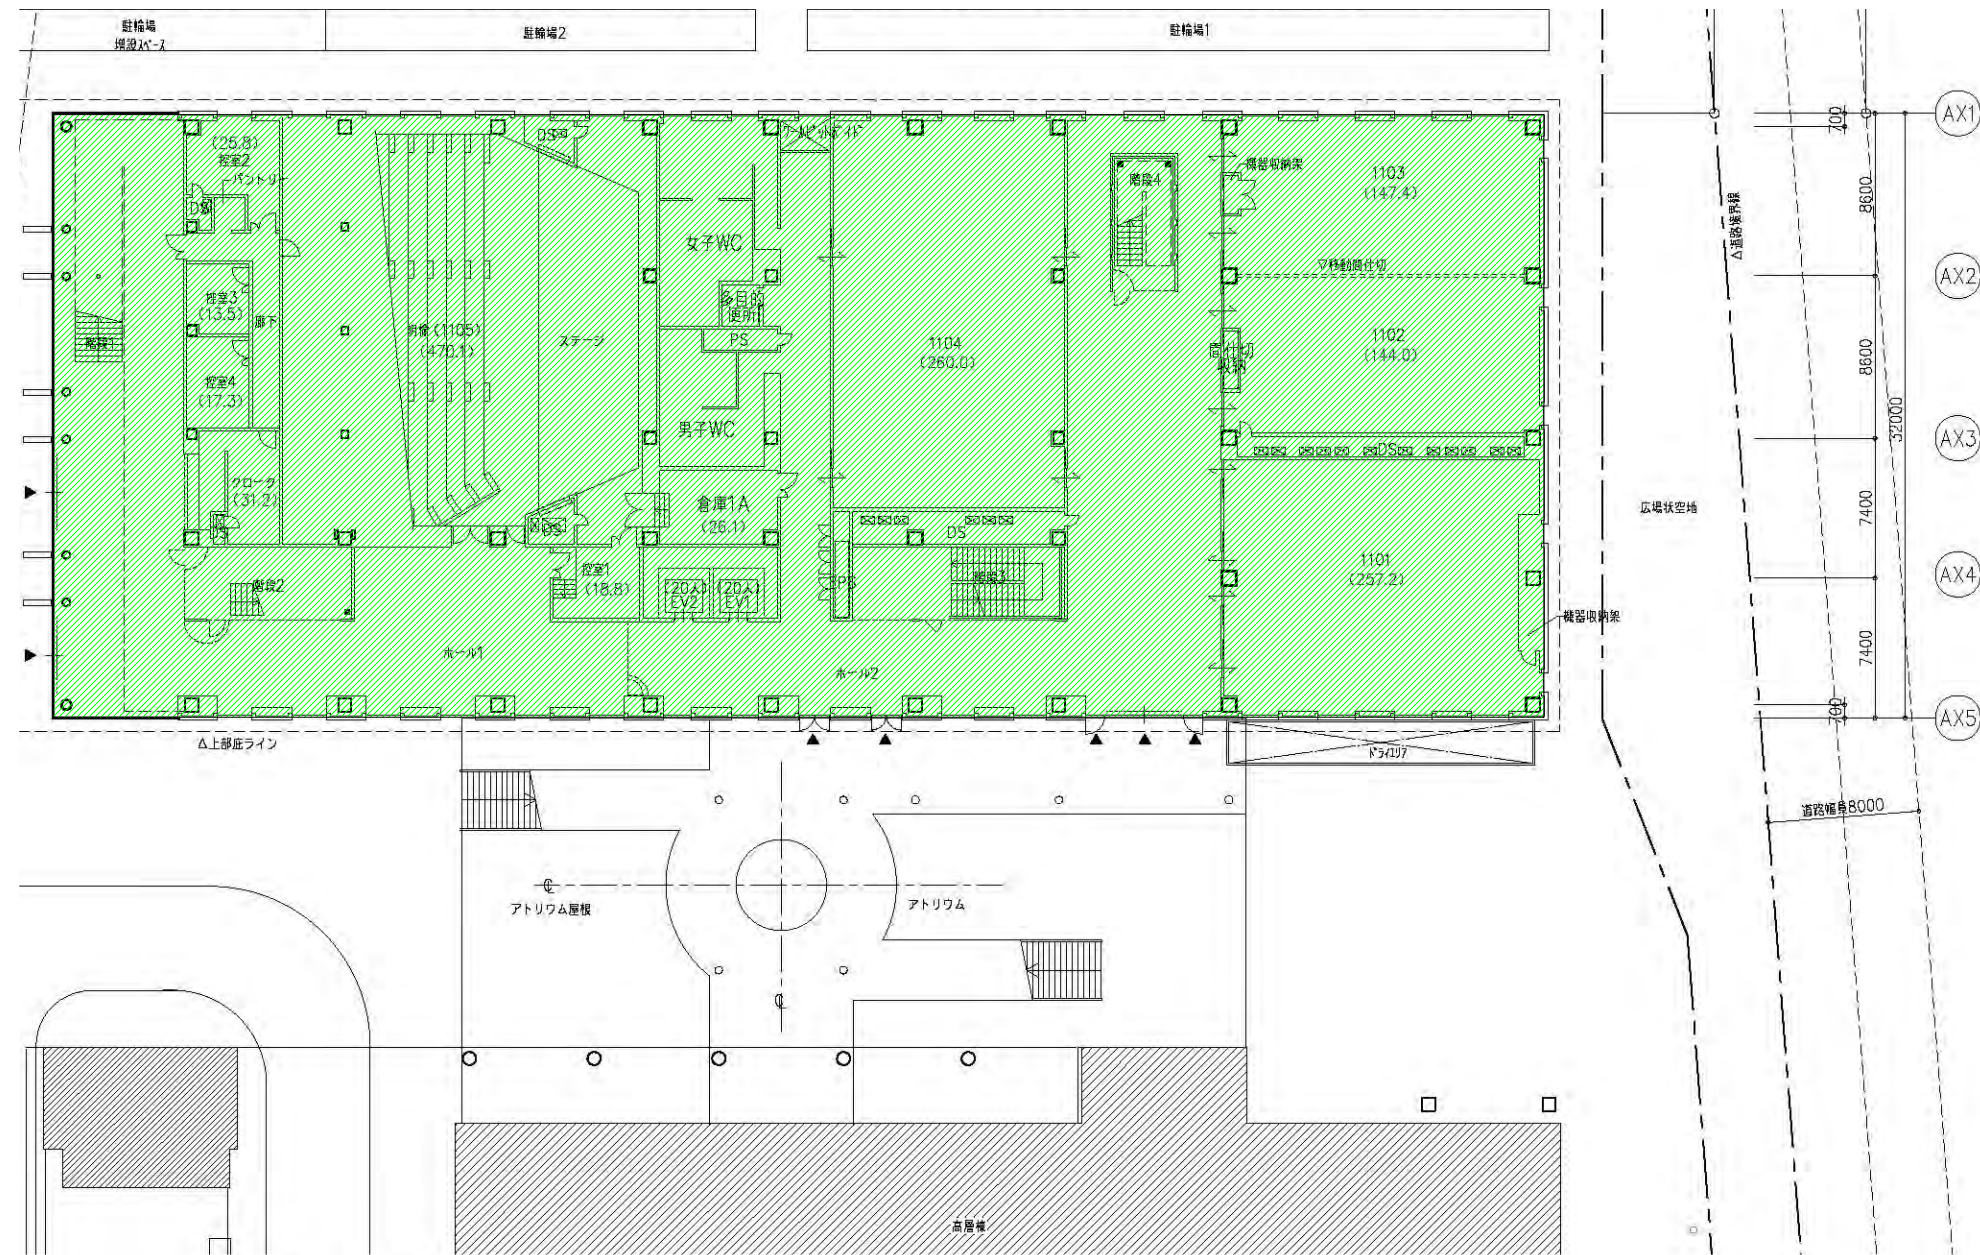 駐輪場
増設スペース
駐輪場2
駐輪場1
AX1
AX2
AX3
AX4
AX5
700
8600
8600
7400
7400
700
32000
△道路境界線
道路幅員8000
広場状空地
(25.8)
控室2
パントリー
DS
控室3
(13.5)
廊下
控室4
(17.3)
階段1
クローク
(31.2)
階段2
(1105)
(470.1)
ステージ
DS
DS
女子WC
多目的
便所
PS
男子WC
倉庫1A
(26.1)
控室1
(18.8)
(20人)
EV2
(20人)
EV1
1104
(260.0)
DS
階段3
階段4
機器収納架
1103
(147.4)
▽移動間仕切
1102
(144.0)
間仕切
収納
DS
1101
(257.2)
機器収納架
ホール1
ホール2
△上部庇ライン
ドライエリア
アトリウム屋根
アトリウム
高層棟